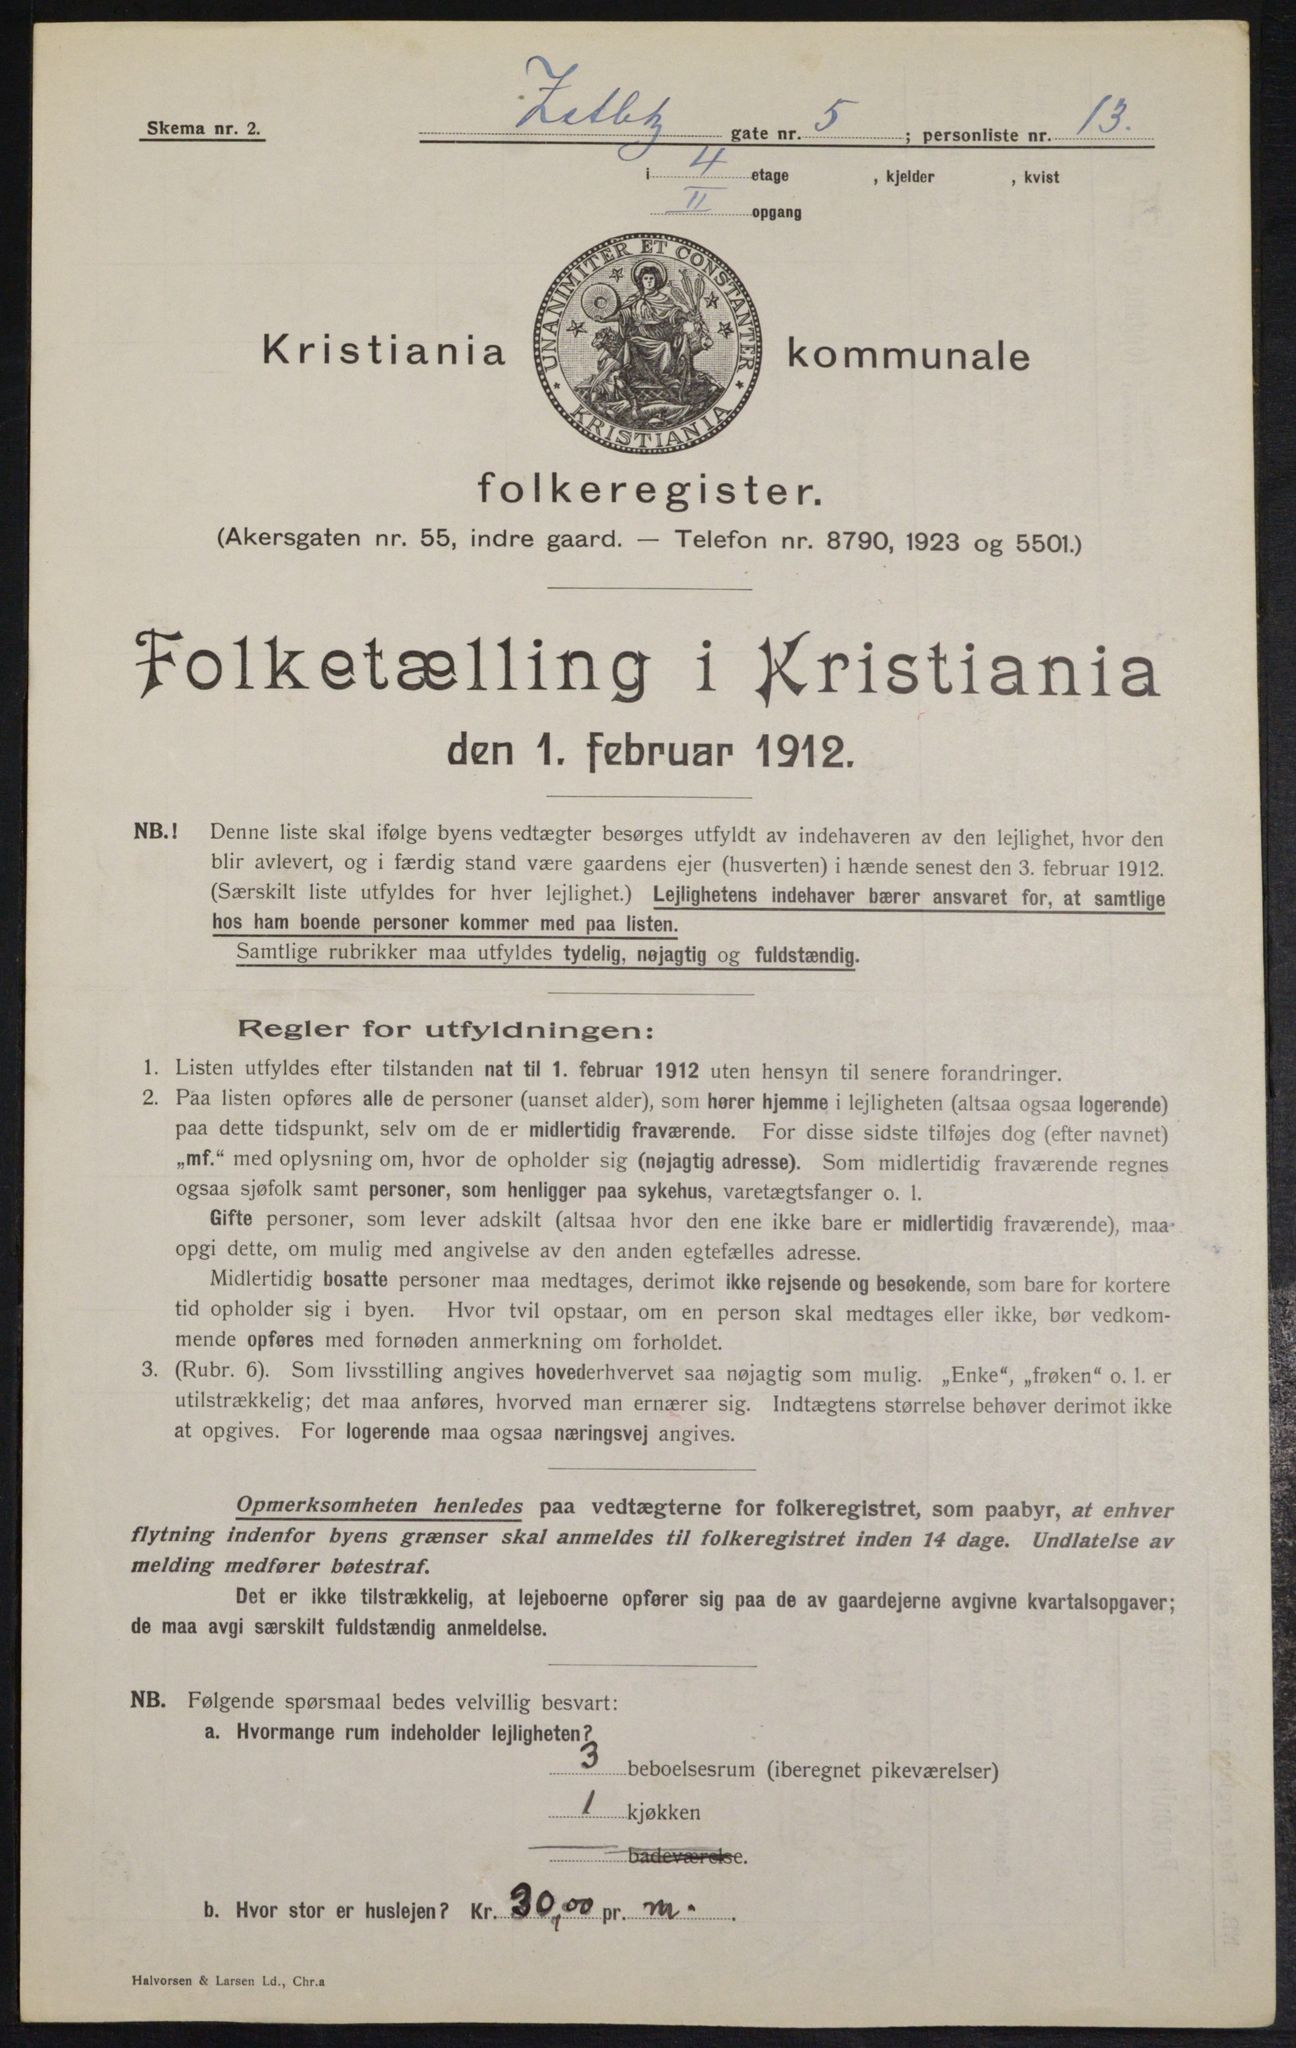 Skema nr. 2.
gate nr. 5 ; personliste nr. 13.
i 4 etage , kjelder , kvist
II opgang
UNANIMITER ET CONSTANTER
KRISTIANIA
Kristiania kommunale
folkeregister.
(Akersgaten nr. 55, indre gaard. — Telefon nr. 8790, 1923 og 5501.)
Folketælling i Kristiania
den 1. februar 1912.
NB.! Denne liste skal ifølge byens vedtægter besørges utfyldt av indehaveren av den lejlighet, hvor den
blir avlevert, og i færdig stand være gaardens ejer (husverten) i hænde senest den 3. februar 1912.
(Særskilt liste utfyldes for hver lejlighet.) Lejlighetens indehaver bærer ansvaret for, at samtlige
hos ham boende personer kommer med paa listen.
Samtlige rubrikker maa utfyldes tydelig, nøjagtig og fuldstændig.
Regler for utfyldningen:
1. Listen utfyldes efter tilstanden nat til 1. februar 1912 uten hensyn til senere forandringer.
2. Paa listen opføres alle de personer (uanset alder), som hører hjemme i lejligheten (altsaa ogsaa logerende)
paa dette tidspunkt, selv om de er midlertidig fraværende. For disse sidste tilføjes dog (efter navnet)
„mf.“ med oplysning om, hvor de opholder sig (nøjagtig adresse). Som midlertidig fraværende regnes
ogsaa sjøfolk samt personer, som henligger paa sykehus, varetægtsfanger o. l.
Gifte personer, som lever adskilt (altsaa hvor den ene ikke bare er midlertidig fraværende), maa
opgi dette, om mulig med angivelse av den anden egtefælles adresse.
Midlertidig bosatte personer maa medtages, derimot ikke rejsende og besøkende, som bare for kortere
tid opholder sig i byen. Hvor tvil opstaar, om en person skal medtages eller ikke, bør vedkom-
mende opføres med fornøden anmerkning om forholdet.
3. (Rubr. 6). Som livsstilling angives hovederhvervet saa nøjagtig som mulig. „Enke“, „frøken“ o. l. er
utilstrækkelig; det maa anføres, hvorved man ernærer sig. Indtægtens størrelse behøver derimot ikke
at opgives. For logerende maa ogsaa næringsvej angives.
Opmerksomheten henledes paa vedtægterne for folkeregistret, som paabyr, at enhver
flytning indenfor byens grænser skal anmeldes til folkeregistret inden 14 dage. Undlatelse av
melding medfører bøtestraf.
Det er ikke tilstrækkelig, at lejeboerne opfører sig paa de av gaardejerne avgivne kvartalsopgaver;
de maa avgi særskilt fuldstændig anmeldelse.
NB. Følgende spørsmaal bedes velvillig besvart:
a. Hvormange rum indeholder lejligheten?
3 beboelsesrum (iberegnet pikeværelser)
1 kjøkken
badeværelse.
b. Hvor stor er huslejen? Kr. 30,00 pr. m.
Halvorsen & Larsen Ld., Chr.a